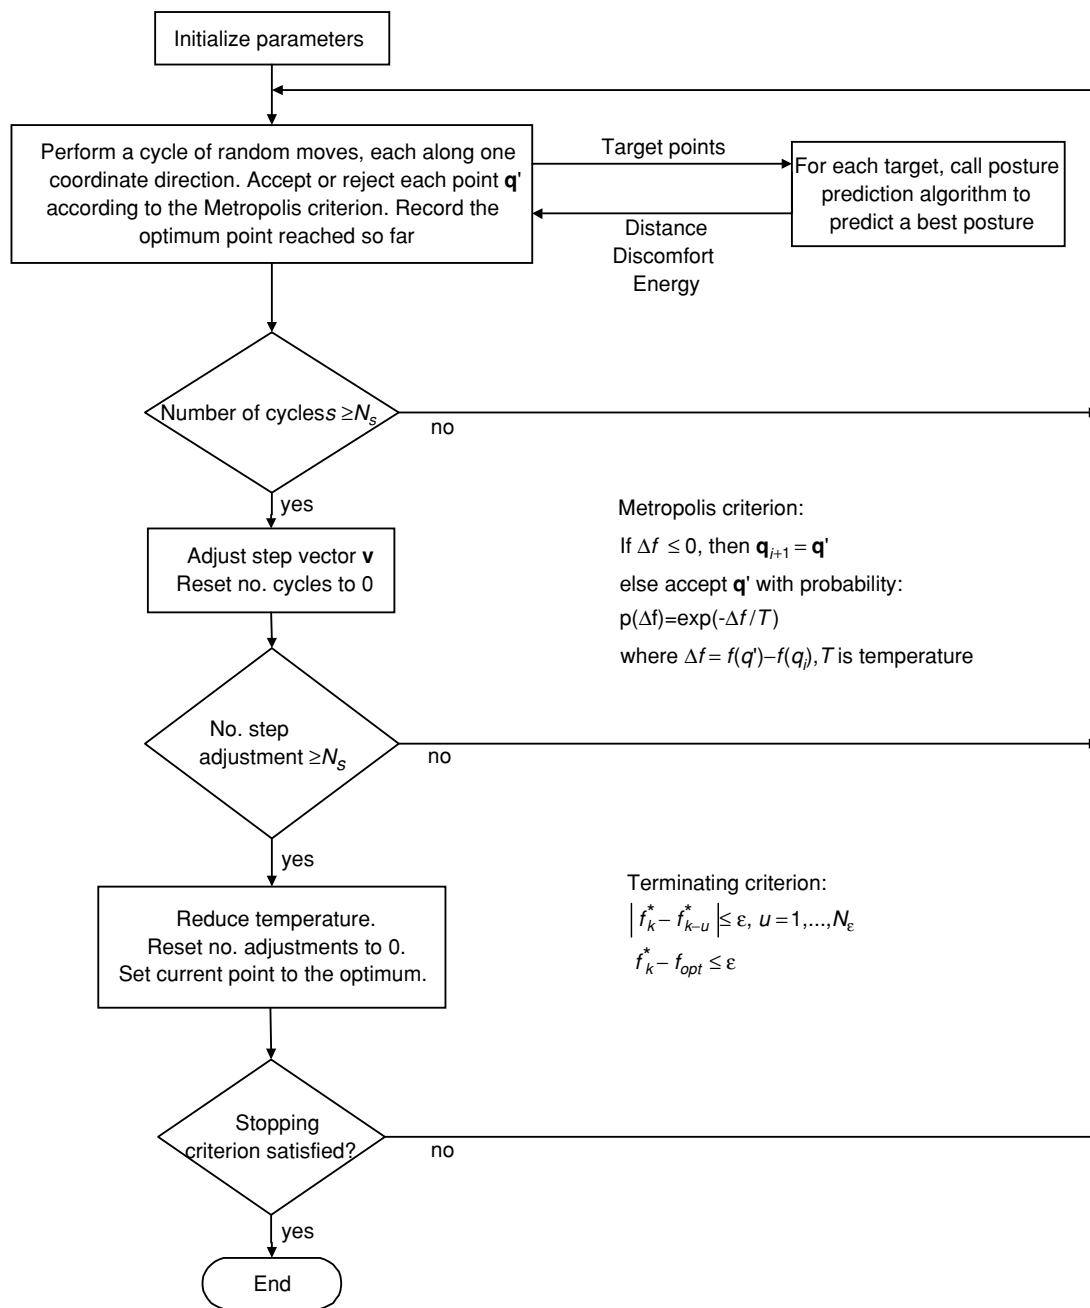 Initialize parameters
Perform a cycle of random moves, each along one
coordinate direction. Accept or reject each point q'
according to the Metropolis criterion. Record the
optimum point reached so far
Target points
For each target, call posture
prediction algorithm to
predict a best posture
Distance
Discomfort
Energy
Number of cycles s ≥ N_s
no
yes
Adjust step vector v
Reset no. cycles to 0
Metropolis criterion:
If Δf ≤ 0, then q_{i+1} = q'
else accept q' with probability:
p(Δf)=exp(-Δf/T)
where Δf = f(q')−f(q_i), T is temperature
No. step
adjustment ≥ N_s
no
yes
Reduce temperature.
Reset no. adjustments to 0.
Set current point to the optimum.
Terminating criterion:
|f*_k − f*_{k−u}| ≤ ε, u = 1,...,N_ε
f*_k − f_{opt} ≤ ε
Stopping
criterion satisfied?
no
yes
End